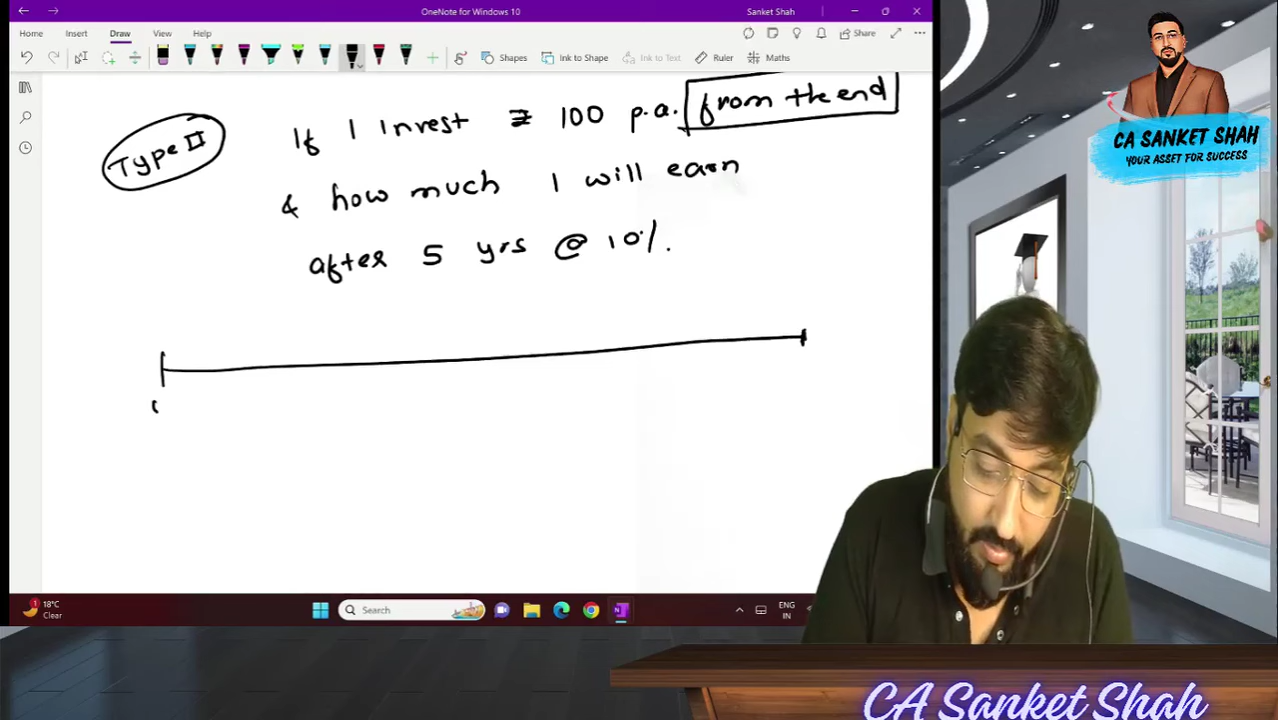 OneNote for Windows 10
Sanket Shah
Home Insert Draw View Help
Share
Shapes Ink to Shape Ink to Text Ruler Maths
Type II
If I invest ₹ 100 p.a. from the end
& how much I will earn
after 5 yrs @ 10%.
0
CA SANKET SHAH
YOUR ASSET FOR SUCCESS
1
18°C
Clear
Search
ENG
IN
CA Sanket Shah